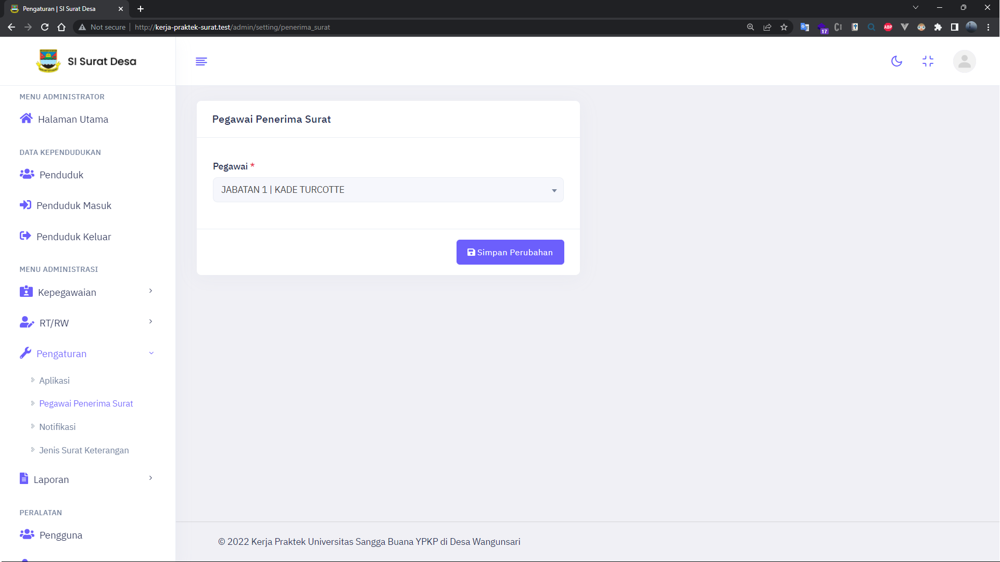 Pengaturan | SI Surat Desa
Not secure
http://kerja-praktek-surat.test/admin/setting/penerima_surat
17
ABP
SI Surat Desa
MENU ADMINISTRATOR
Halaman Utama
DATA KEPENDUDUKAN
Penduduk
Penduduk Masuk
Penduduk Keluar
MENU ADMINISTRASI
Kepegawaian
RT/RW
Pengaturan
Aplikasi
Pegawai Penerima Surat
Notifikasi
Jenis Surat Keterangan
Laporan
PERALATAN
Pengguna
Pegawai Penerima Surat
Pegawai *
JABATAN 1 | KADE TURCOTTE
Simpan Perubahan
© 2022 Kerja Praktek Universitas Sangga Buana YPKP di Desa Wangunsari